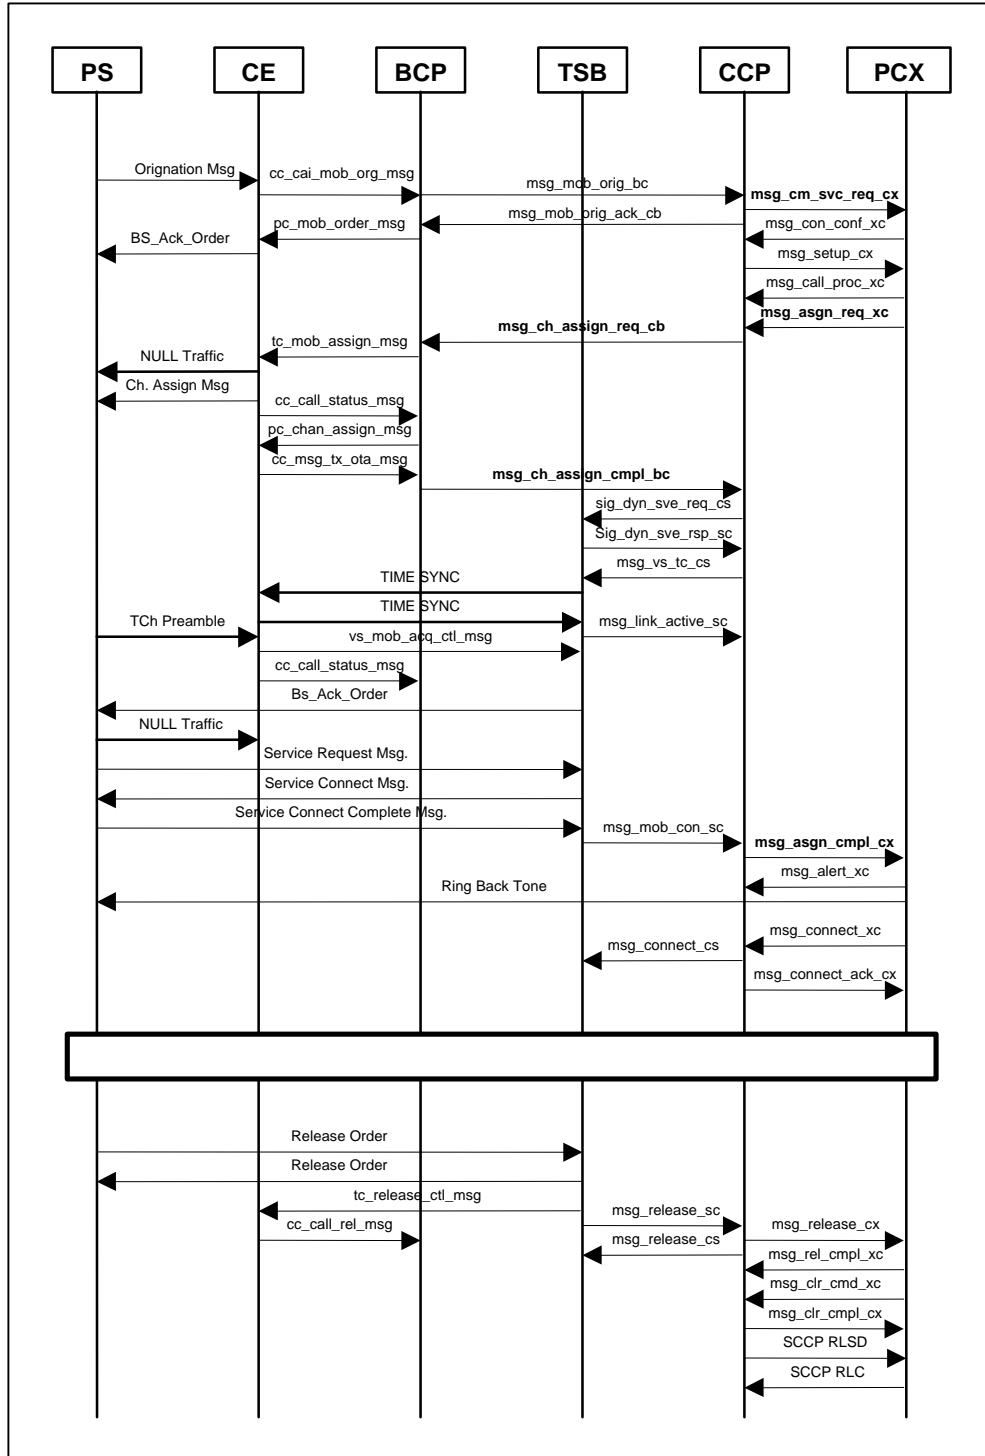 PS CE BCP TSB CCP PCX
Orignation Msg
cc_cai_mob_org_msg
msg_mob_orig_bc
msg_cm_svc_req_cx
msg_mob_orig_ack_cb
pc_mob_order_msg
msg_con_conf_xc
BS_Ack_Order
msg_setup_cx
msg_call_proc_xc
msg_asgn_req_xc
msg_ch_assign_req_cb
tc_mob_assign_msg
NULL Traffic
Ch. Assign Msg
cc_call_status_msg
pc_chan_assign_msg
cc_msg_tx_ota_msg
msg_ch_assign_cmpl_bc
sig_dyn_sve_req_cs
Sig_dyn_sve_rsp_sc
msg_vs_tc_cs
TIME SYNC
TIME SYNC
TCh Preamble
msg_link_active_sc
vs_mob_acq_ctl_msg
cc_call_status_msg
Bs_Ack_Order
NULL Traffic
Service Request Msg.
Service Connect Msg.
Service Connect Complete Msg.
msg_mob_con_sc
msg_asgn_cmpl_cx
msg_alert_xc
Ring Back Tone
msg_connect_xc
msg_connect_cs
msg_connect_ack_cx
Release Order
Release Order
tc_release_ctl_msg
msg_release_sc
cc_call_rel_msg
msg_release_cx
msg_release_cs
msg_rel_cmpl_xc
msg_clr_cmd_xc
msg_clr_cmpl_cx
SCCP RLSD
SCCP RLC